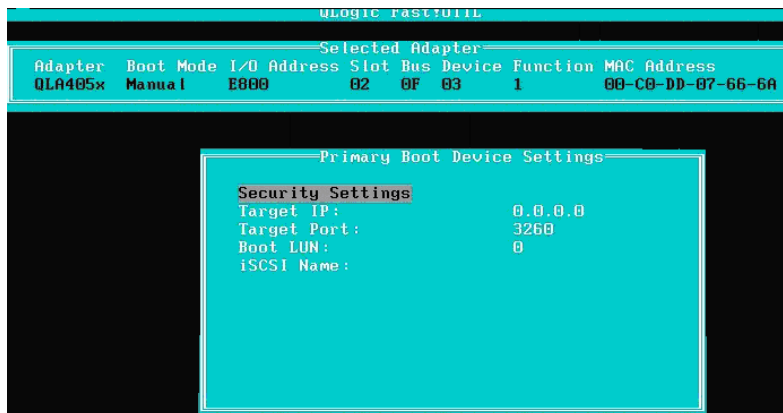 QLogic Fast!UTIL
Selected Adapter
Adapter Boot Mode I/O Address Slot Bus Device Function MAC Address
QLA405x Manual E800 02 0F 03 1 00-C0-DD-07-66-6A
Primary Boot Device Settings
Security Settings
Target IP: 0.0.0.0
Target Port: 3260
Boot LUN: 0
iSCSI Name: